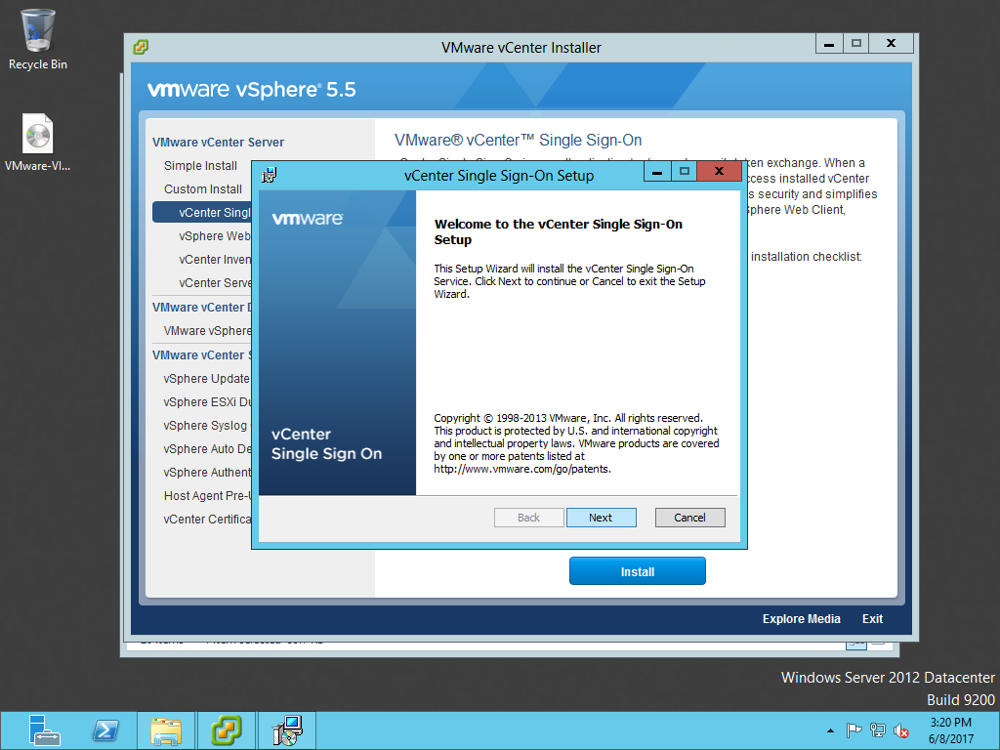 Recycle Bin
VMware-VI...
VMware vCenter Installer
vmware vSphere® 5.5
VMware vCenter Server
Simple Install
Custom Install
vCenter Singl
vSphere Web
vCenter Inven
vCenter Serve
VMware vCenter D
VMware vSphere
VMware vCenter S
vSphere Update
vSphere ESXi Du
vSphere Syslog
vSphere Auto De
vSphere Authent
Host Agent Pre-U
vCenter Certifica
VMware® vCenter™ Single Sign-On
ken exchange. When a
ccess installed vCenter
s security and simplifies
Sphere Web Client,
installation checklist:
vCenter Single Sign-On Setup
vmware
Welcome to the vCenter Single Sign-On
Setup
This Setup Wizard will install the vCenter Single Sign-On
Service. Click Next to continue or Cancel to exit the Setup
Wizard.
Copyright © 1998-2013 VMware, Inc. All rights reserved.
This product is protected by U.S. and international copyright
and intellectual property laws. VMware products are covered
by one or more patents listed at
http://www.vmware.com/go/patents.
vCenter
Single Sign On
Back
Next
Cancel
Install
Explore Media
Exit
Windows Server 2012 Datacenter
Build 9200
3:20 PM
6/8/2017